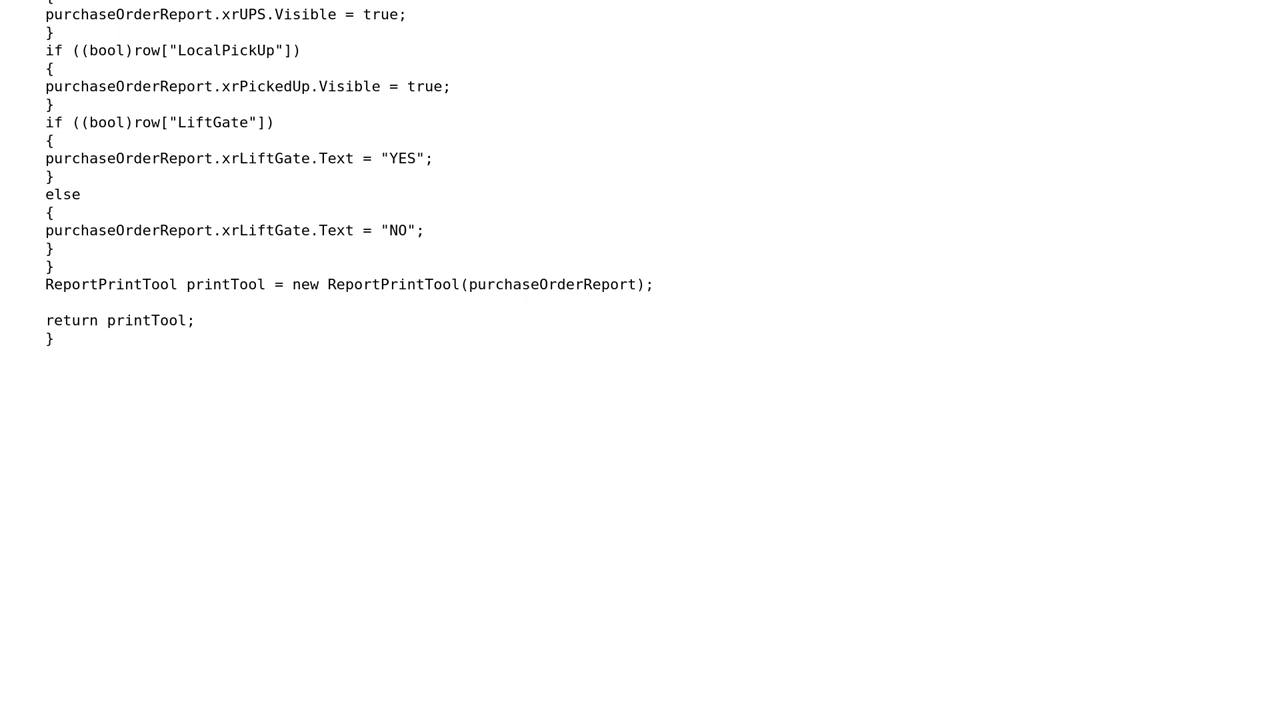 {
purchaseOrderReport.xrUPS.Visible = true;
}
if ((bool)row["LocalPickUp"])
{
purchaseOrderReport.xrPickedUp.Visible = true;
}
if ((bool)row["LiftGate"])
{
purchaseOrderReport.xrLiftGate.Text = "YES";
}
else
{
purchaseOrderReport.xrLiftGate.Text = "NO";
}
}
ReportPrintTool printTool = new ReportPrintTool(purchaseOrderReport);

return printTool;
}